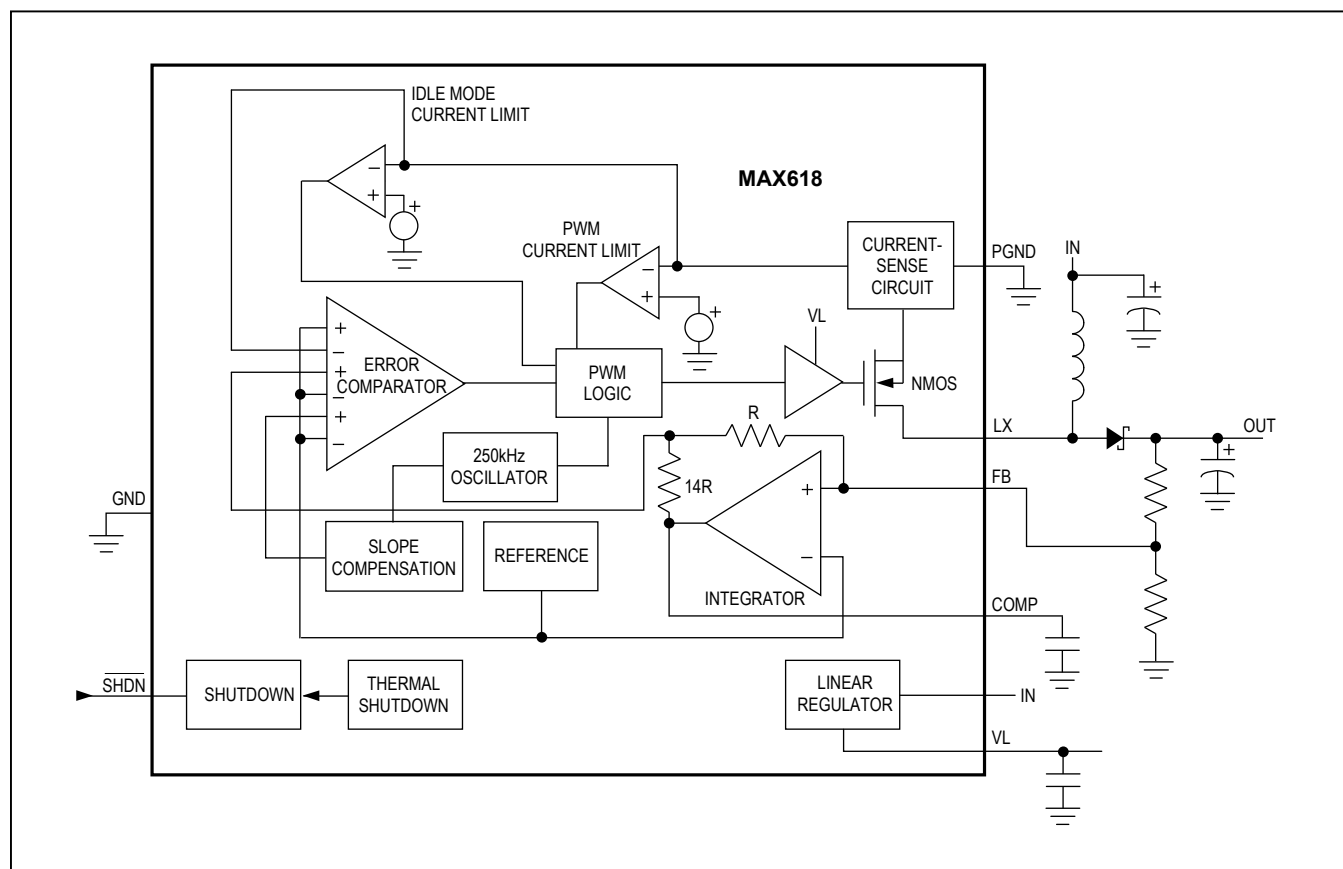 IDLE MODE
CURRENT LIMIT
−
+
+
MAX618
PWM
CURRENT LIMIT
−
+
+
CURRENT-
SENSE
CIRCUIT
PGND
IN
+
VL
+
−
+
−
+
−
ERROR
COMPARATOR
PWM
LOGIC
NMOS
R
LX
OUT
+
250kHz
OSCILLATOR
14R
+
−
FB
GND
SLOPE
COMPENSATION
REFERENCE
INTEGRATOR
COMP
SHDN
SHUTDOWN
THERMAL
SHUTDOWN
LINEAR
REGULATOR
IN
VL